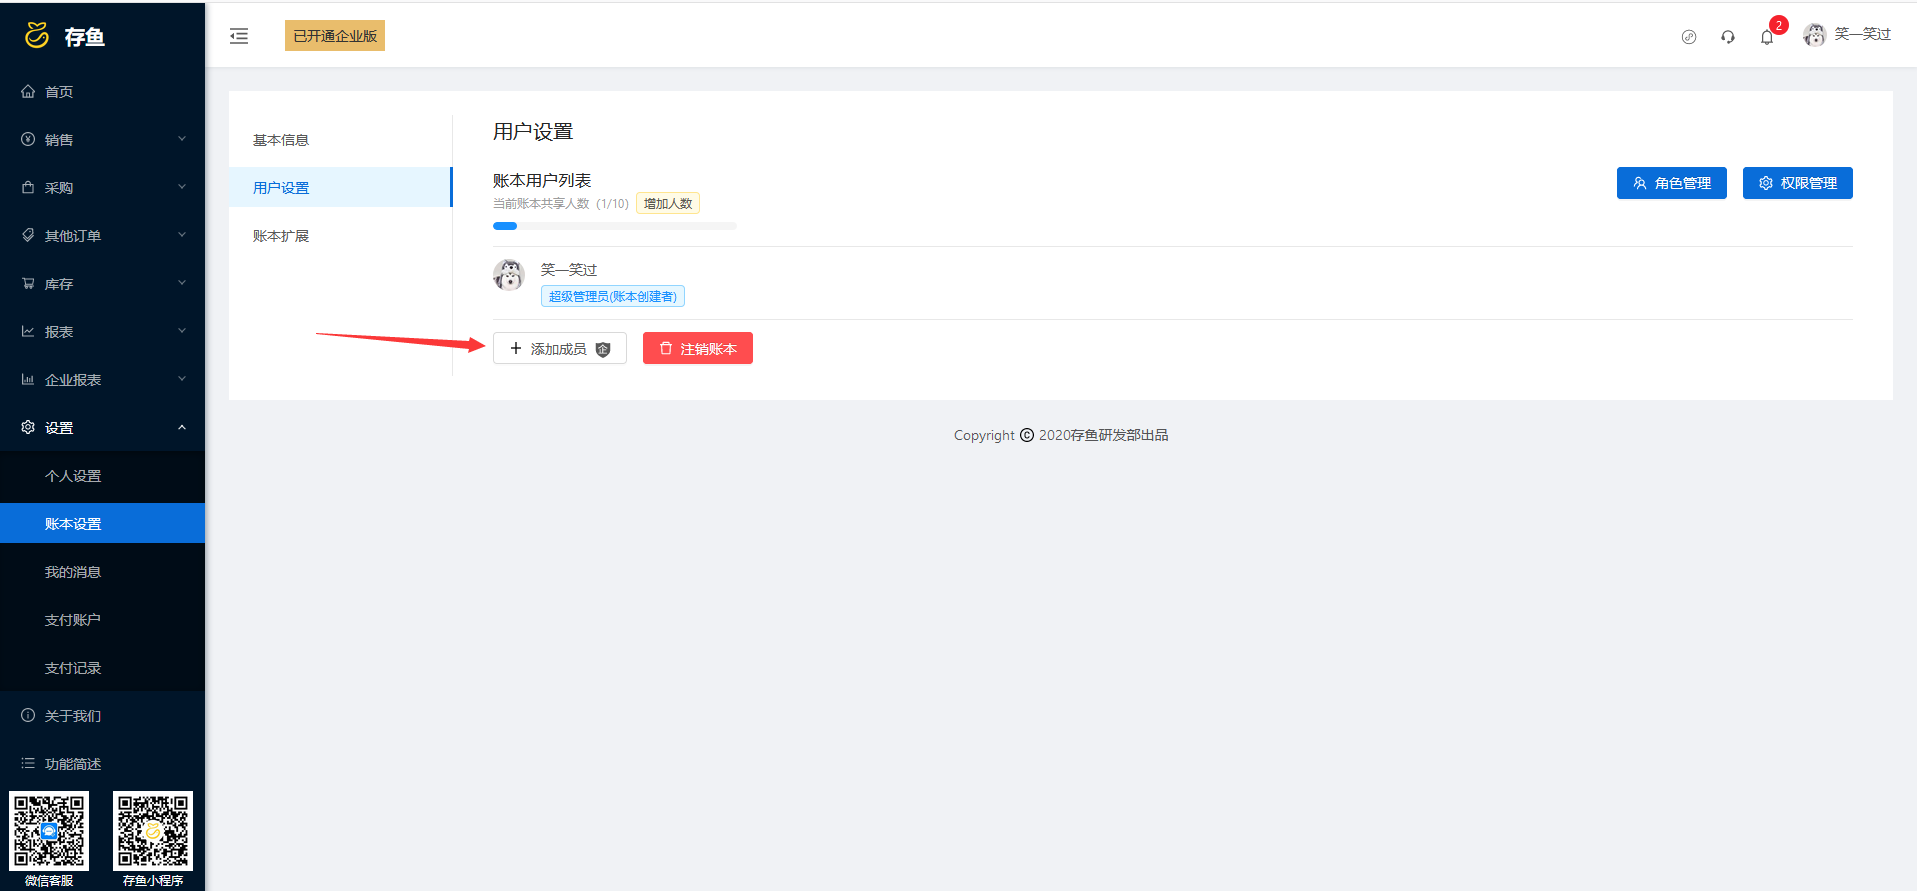 存鱼
已开通企业版
2
笑一笑过
首页
销售
采购
其他订单
库存
报表
企业报表
设置
个人设置
账本设置
我的消息
支付账户
支付记录
关于我们
功能简述
微信客服
存鱼小程序
基本信息
用户设置
账本扩展
用户设置
账本用户列表
当前账本共享人数 (1/10) 增加人数
角色管理
权限管理
笑一笑过
超级管理员(账本创建者)
添加成员 企
注销账本
Copyright © 2020存鱼研发部出品